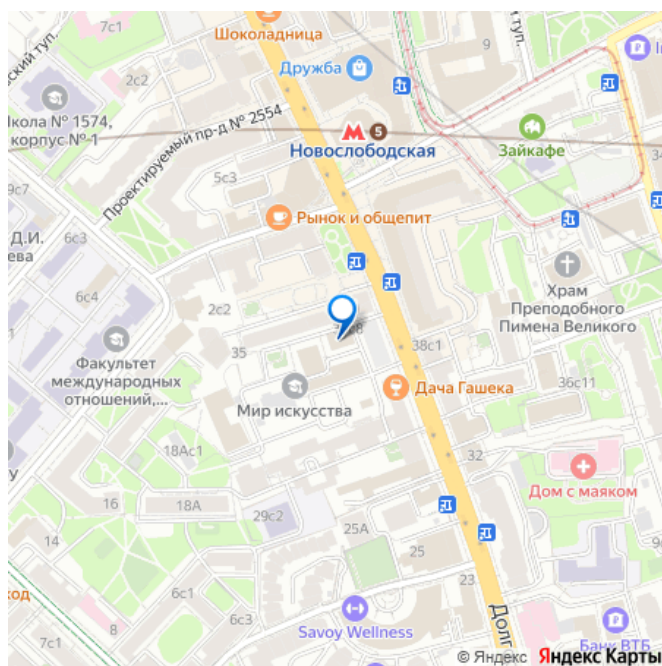 7с1
Шоколадница
9
туп.
2с2
Дружба
Школа № 1574,
корпус № 1
Проектируемый пр-д № 2554
5
Новослободская
Зайкафе
9с7
5с3
Рынок и общепит
Д.И.
6с3
6с4
2с2
Храм
Преподобного
Пимена Великого
35
38с1
Факультет
международных
отношений,...
Мир искусства
Дача Гашека
36с11
18Ас1
32
Дом с маяком
16
18А
29с2
14
25А
25
6с1
23
6с3
8
7с1
Savoy Wellness
Долг
Банк ВТБ
© Яндекс Яндекс Карты